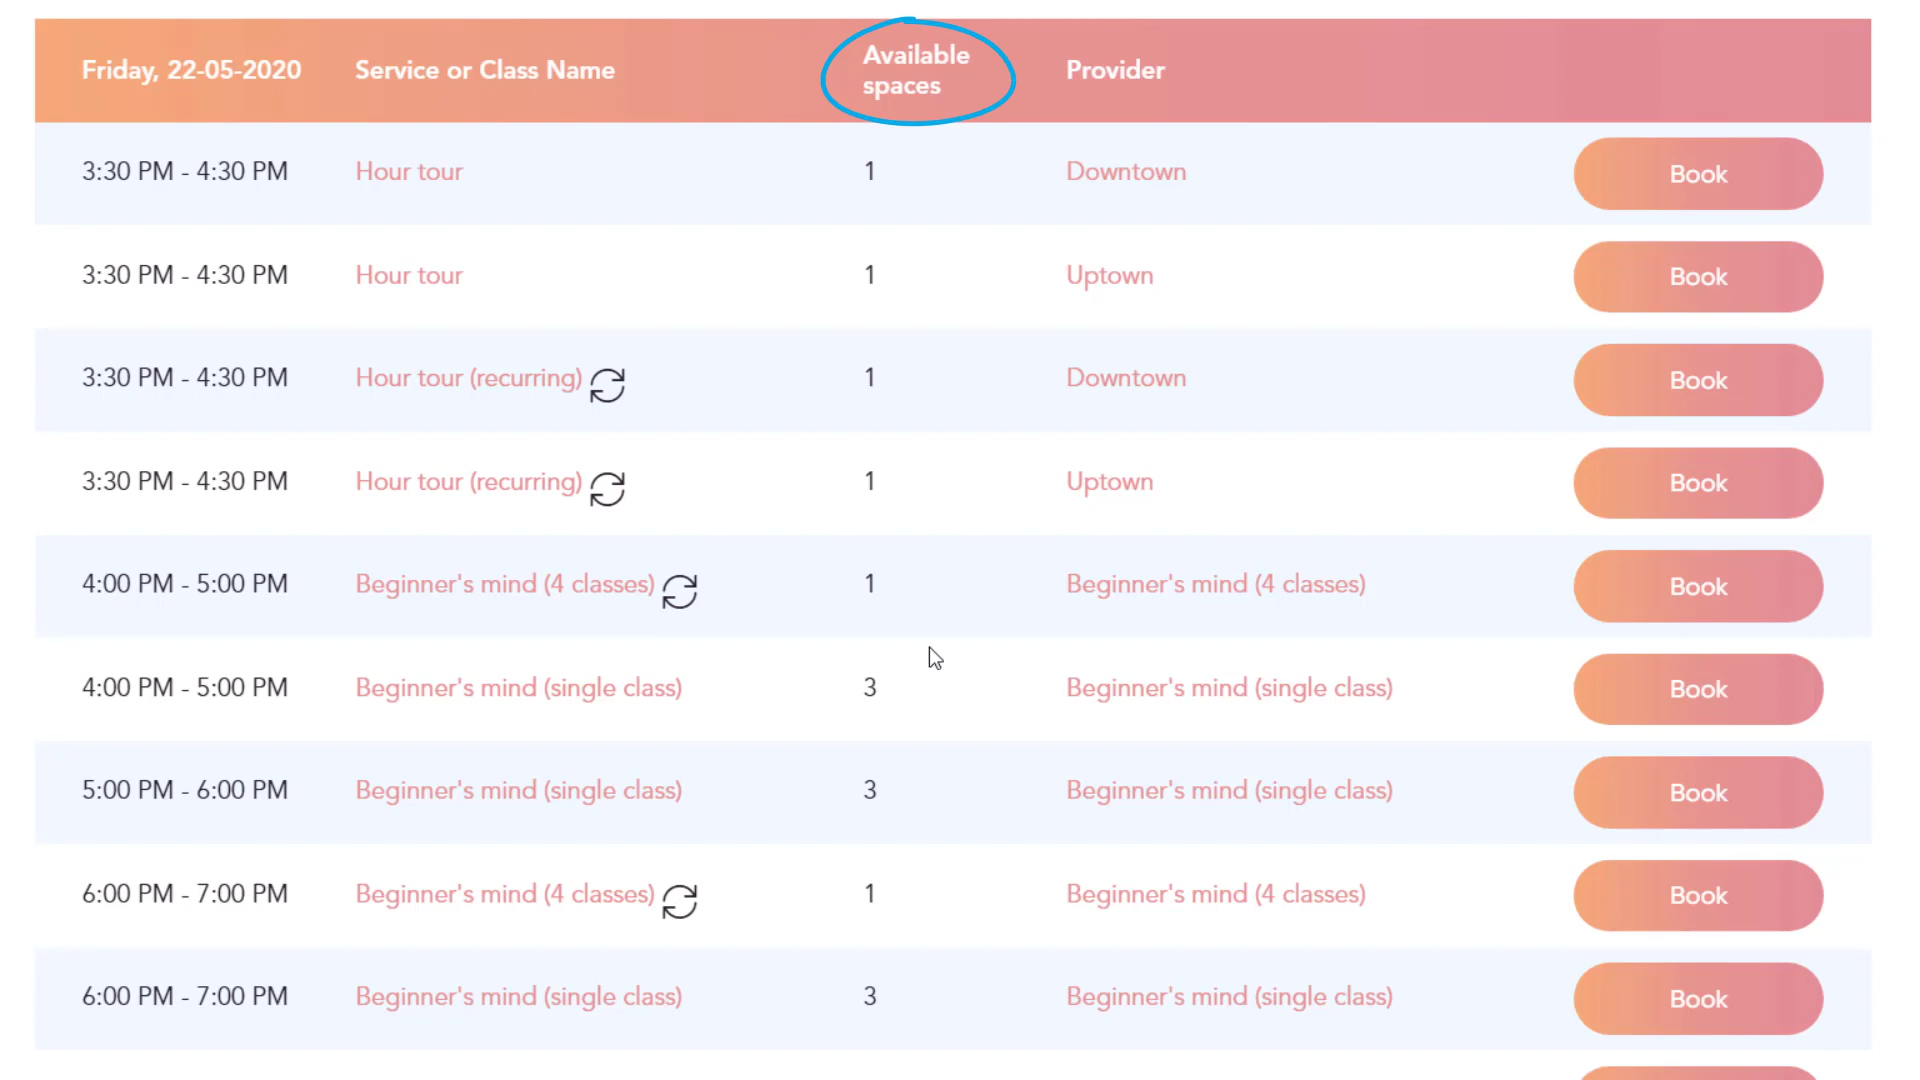 Friday, 22-05-2020 Service or Class Name Available spaces Provider
3:30 PM - 4:30 PM Hour tour 1 Downtown Book
3:30 PM - 4:30 PM Hour tour 1 Uptown Book
3:30 PM - 4:30 PM Hour tour (recurring) 1 Downtown Book
3:30 PM - 4:30 PM Hour tour (recurring) 1 Uptown Book
4:00 PM - 5:00 PM Beginner's mind (4 classes) 1 Beginner's mind (4 classes) Book
4:00 PM - 5:00 PM Beginner's mind (single class) 3 Beginner's mind (single class) Book
5:00 PM - 6:00 PM Beginner's mind (single class) 3 Beginner's mind (single class) Book
6:00 PM - 7:00 PM Beginner's mind (4 classes) 1 Beginner's mind (4 classes) Book
6:00 PM - 7:00 PM Beginner's mind (single class) 3 Beginner's mind (single class) Book